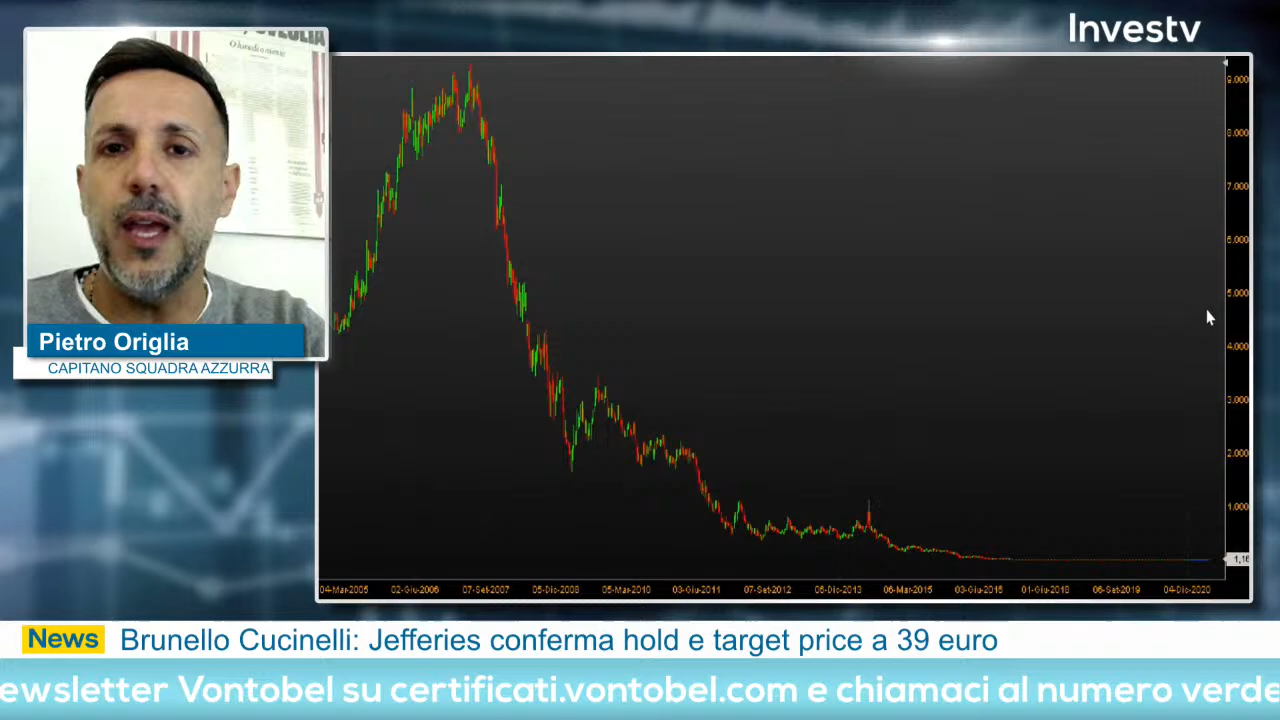 Investv
O lunedì o niente
Pietro Origlia
CAPITANO SQUADRA AZZURRA
9.000
8.000
7.000
6.000
5.000
4.000
3.000
2.000
1.000
1,16
04-Mar-2005 02-Giu-2006 07-Set-2007 05-Dic-2008 05-Mar-2010 03-Giu-2011 07-Set-2012 06-Dic-2013 06-Mar-2015 03-Giu-2016 01-Giu-2018 06-Set-2019 04-Dic-2020
News Brunello Cucinelli: Jefferies conferma hold e target price a 39 euro
ewsletter Vontobel su certificati.vontobel.com e chiamaci al numero verde